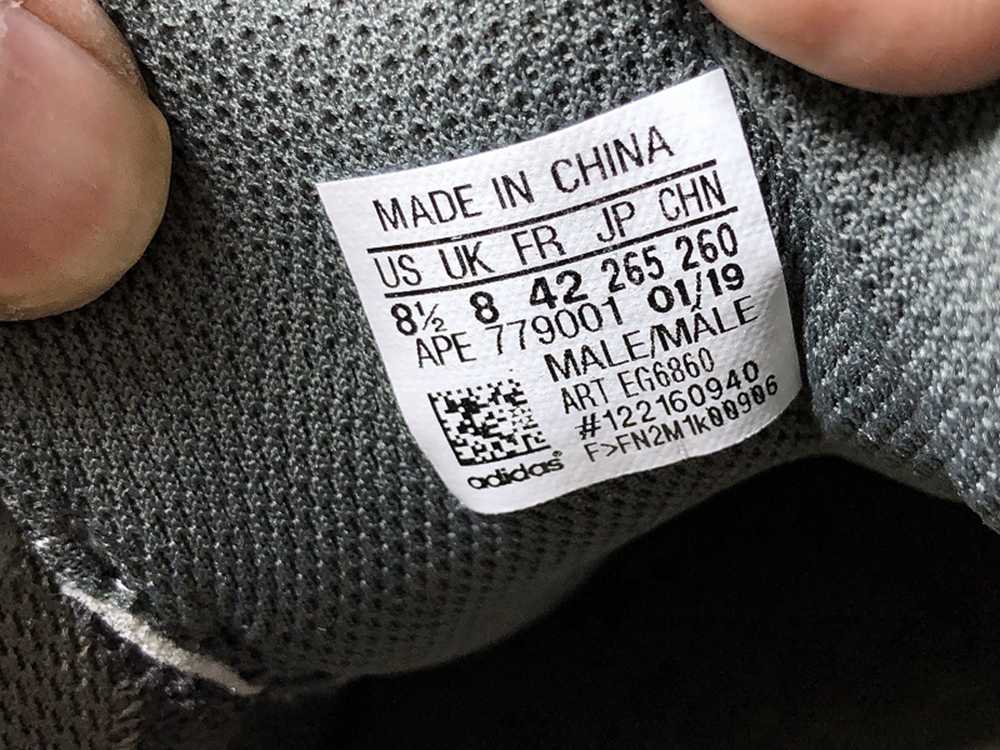 MADE IN CHINA
US UK FR JP CHN
8½ 8 42 265 260
APE 779001 01/19
MALE/MÂLE
ART EG6860
#122160940
F>FN2M1k00906
adidas®